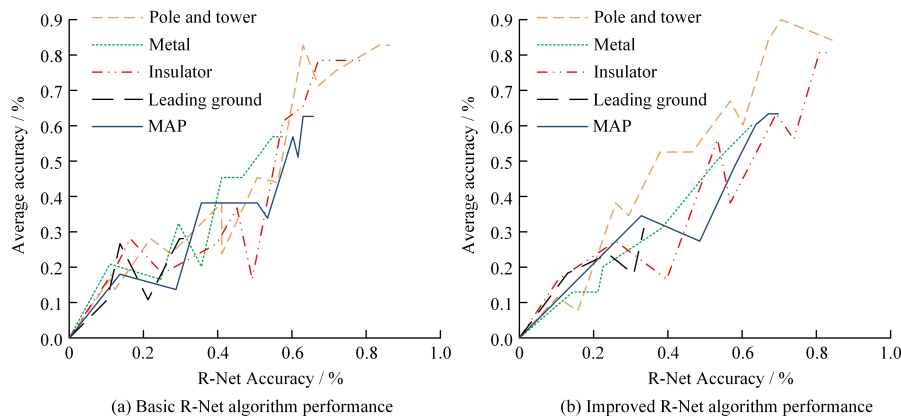 0.9
0.8
0.7
0.6
0.5
0.4
0.3
0.2
0.1
0.0
Average accuracy / %
Pole and tower
Metal
Insulator
Leading ground
MAP
0 0.2 0.4 0.6 0.8 1.0
R-Net Accuracy / %
(a) Basic R-Net algorithm performance
0.9
0.8
0.7
0.6
0.5
0.4
0.3
0.2
0.1
0.0
Average accuracy / %
Pole and tower
Metal
Insulator
Leading ground
MAP
0 0.2 0.4 0.6 0.8 1.0
R-Net Accuracy / %
(b) Improved R-Net algorithm performance